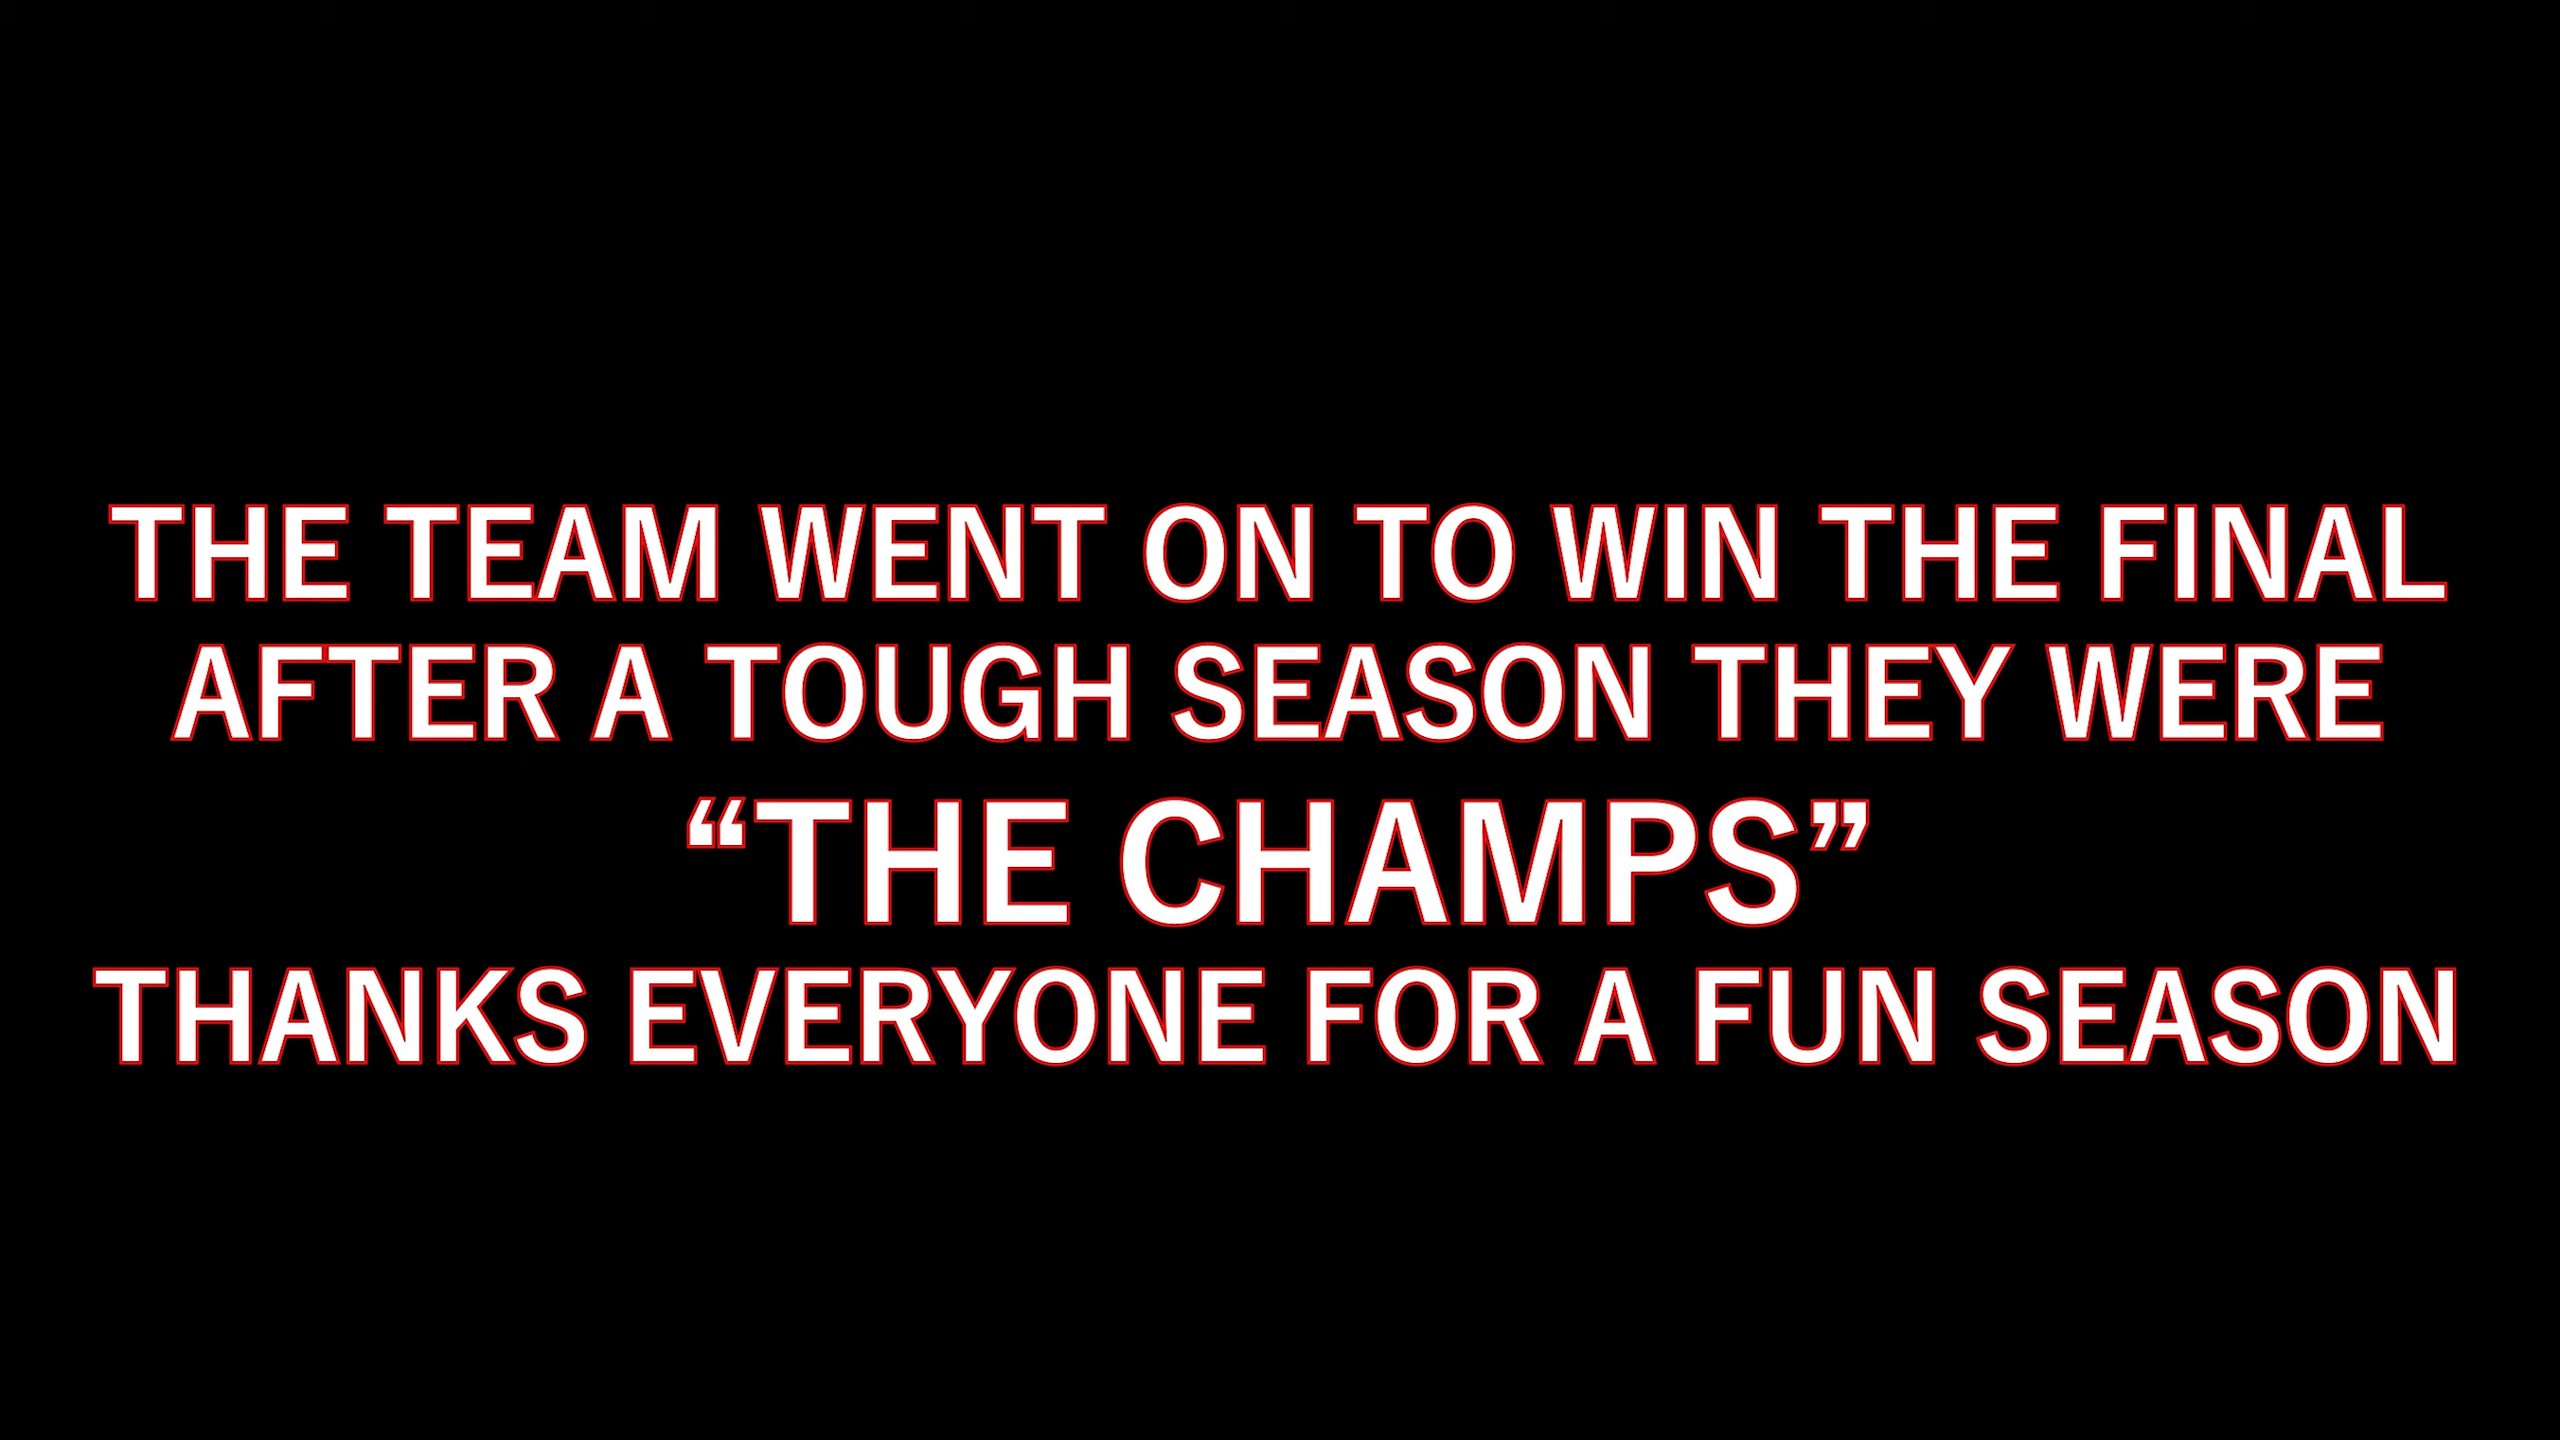 THE TEAM WENT ON TO WIN THE FINAL
AFTER A TOUGH SEASON THEY WERE
“THE CHAMPS”
THANKS EVERYONE FOR A FUN SEASON